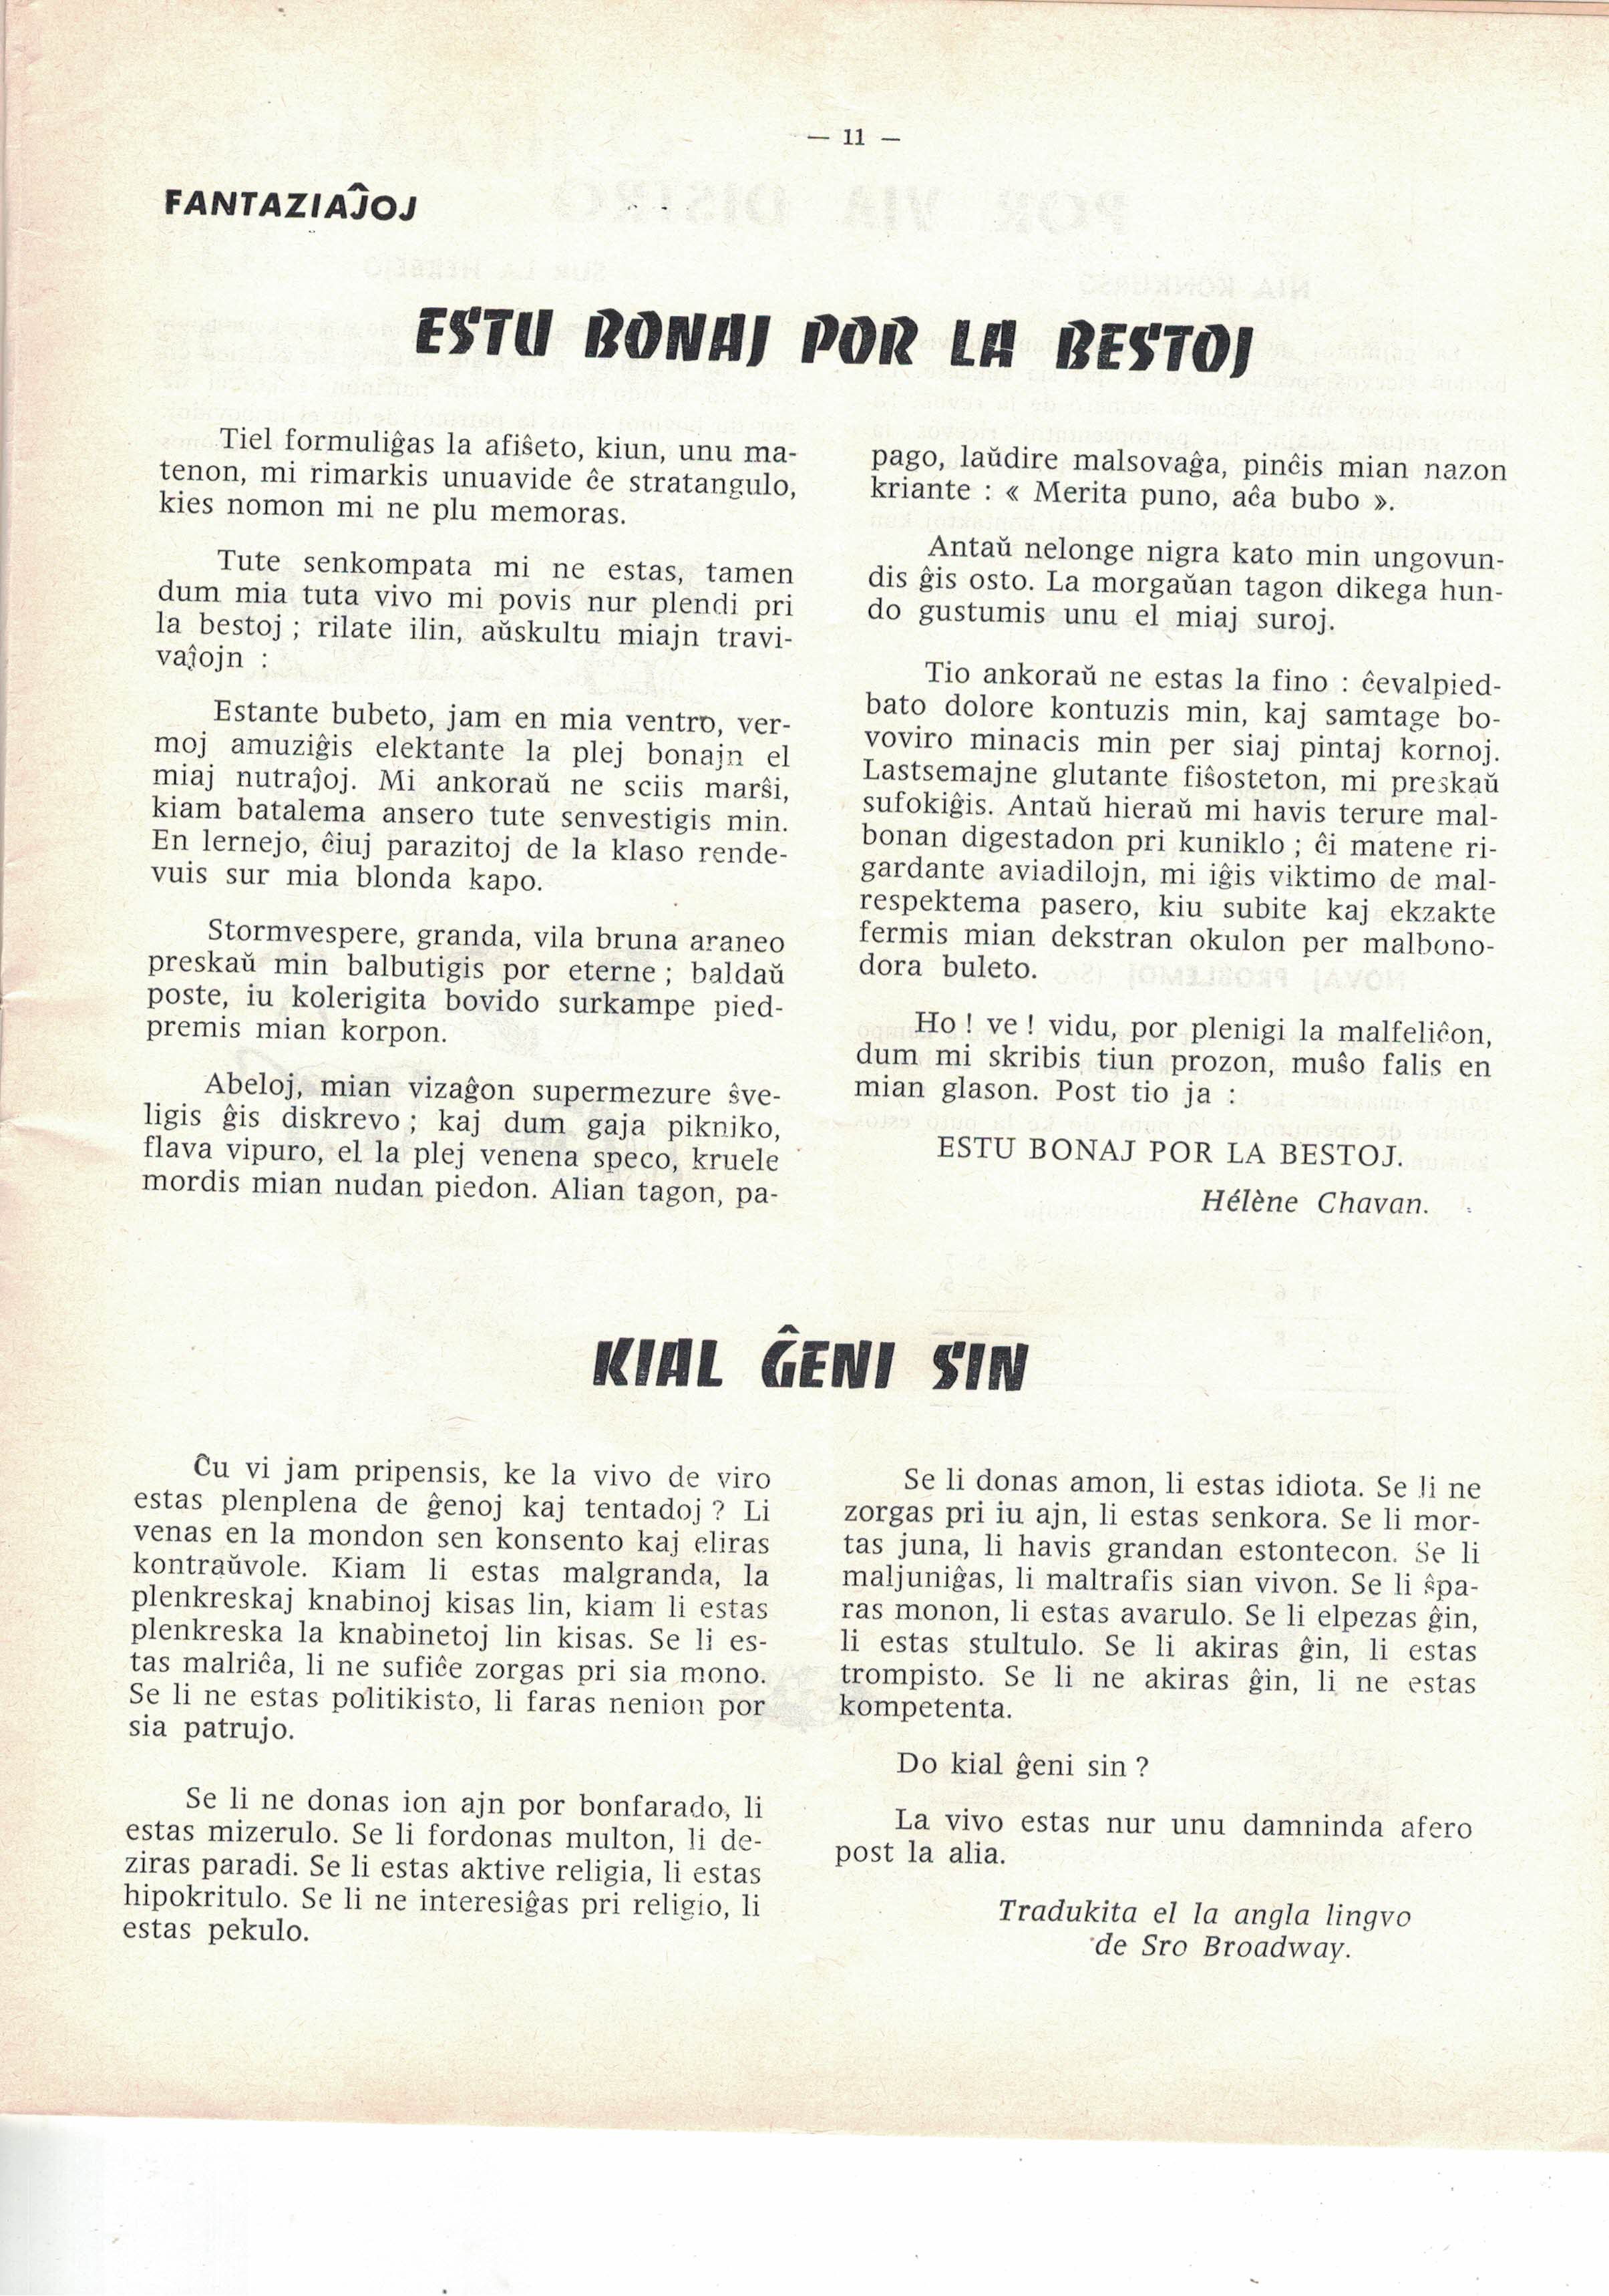 — 11 —
FANTAZIAĴOJ
ESTU BONAJ POR LA BESTOJ
Tiel formuliĝas la afiŝeto, kiun, unu ma-
tenon, mi rimarkis unuavide ĉe stratangulo,
kies nomon mi ne plu memoras.
Tute senkompata mi ne estas, tamen
dum mia tuta vivo mi povis nur plendi pri
la bestoj ; rilate ilin, aŭskultu miajn travi-
vaĵojn :
Estante bubeto, jam en mia ventro, ver-
moj amuziĝis elektante la plej bonajn el
miaj nutraĵoj. Mi ankoraŭ ne sciis marŝi,
kiam batalema ansero tute senvestigis min.
En lernejo, ĉiuj parazitoj de la klaso rende-
vuis sur mia blonda kapo.
Stormvespere, granda, vila bruna araneo
preskaŭ min balbutigis por eterne ; baldaŭ
poste, iu kolerigita bovido surkampe pied-
premis mian korpon.
Abeloj, mian vizaĝon supermezure ŝve-
ligis ĝis diskrevo ; kaj dum gaja pikniko,
flava vipuro, el la plej venena speco, kruele
mordis mian nudan piedon. Alian tagon, pa-
pago, laŭdire malsovaĝa, pinĉis mian nazon
kriante : « Merita puno, aĉa bubo ».
Antaŭ nelonge nigra kato min ungovun-
dis ĝis osto. La morgaŭan tagon dikega hun-
do gustumis unu el miaj suroj.
Tio ankoraŭ ne estas la fino : ĉevalpied-
bato dolore kontuzis min, kaj samtage bo-
voviro minacis min per siaj pintaj kornoj.
Lastsemajne glutante fiŝosteton, mi preskaŭ
sufokiĝis. Antaŭ hieraŭ mi havis terure mal-
bonan digestadon pri kuniklo ; ĉi matene ri-
gardante aviadilojn, mi iĝis viktimo de mal-
respektema pasero, kiu subite kaj ekzakte
fermis mian dekstran okulon per malbono-
dora buleto.
Ho ! ve ! vidu, por plenigi la malfeliĉon,
dum mi skribis tiun prozon, muŝo falis en
mian glason. Post tio ja :
ESTU BONAJ POR LA BESTOJ.
Hélène Chavan.
KIAL ĜENI SIN
Ĉu vi jam pripensis, ke la vivo de viro
estas plenplena de ĝenoj kaj tentadoj ? Li
venas en la mondon sen konsento kaj eliras
kontraŭvole. Kiam li estas malgranda, la
plenkreskaj knabinoj kisas lin, kiam li estas
plenkreska la knabinetoj lin kisas. Se li es-
tas malriĉa, li ne sufiĉe zorgas pri sia mono.
Se li ne estas politikisto, li faras nenion por
sia patrujo.
Se li ne donas ion ajn por bonfarado, li
estas mizerulo. Se li fordonas multon, li de-
ziras paradi. Se li estas aktive religia, li estas
hipokritulo. Se li ne interesiĝas pri religio, li
estas pekulo.
Se li donas amon, li estas idiota. Se li ne
zorgas pri iu ajn, li estas senkora. Se li mor-
tas juna, li havis grandan estontecon. Se li
maljuniĝas, li maltrafis sian vivon. Se li ŝpa-
ras monon, li estas avarulo. Se li elpezas ĝin,
li estas stultulo. Se li akiras ĝin, li estas
trompisto. Se li ne akiras ĝin, li ne estas
kompetenta.
Do kial ĝeni sin ?
La vivo estas nur unu damninda afero
post la alia.
Tradukita el la angla lingvo
de Sro Broadway.